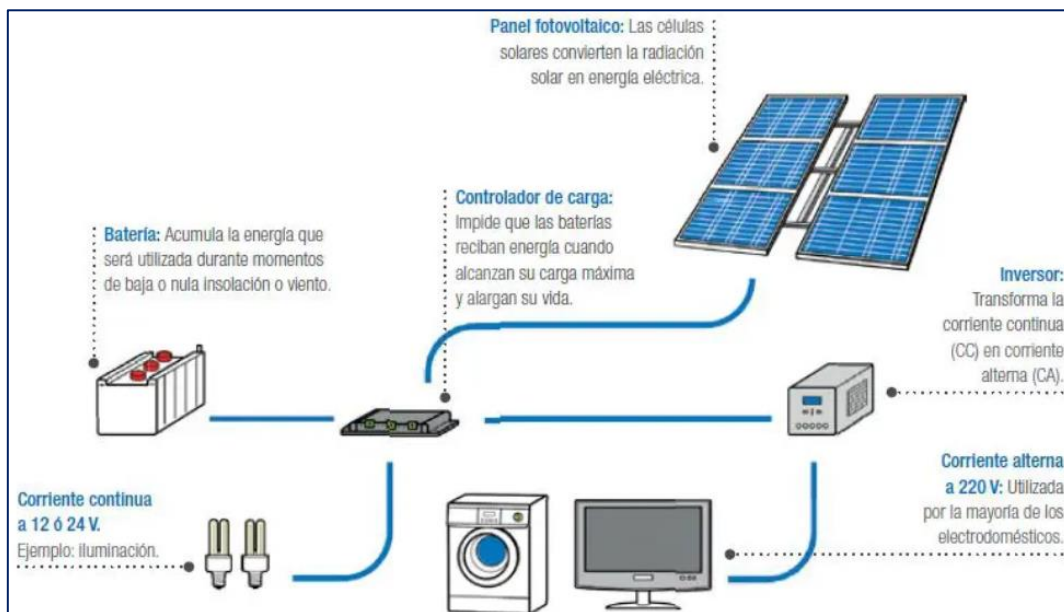 Panel fotovoltaico: Las células
solares convierten la radiación
solar en energía eléctrica.
Controlador de carga:
Impide que las baterías
reciban energía cuando
alcanzan su carga máxima
y alargan su vida.
Batería: Acumula la energía que
será utilizada durante momentos
de baja o nula insolación o viento.
Inversor:
Transforma la
corriente continua
(CC) en corriente
alterna (CA).
Corriente continua
a 12 ó 24 V.
Ejemplo: iluminación.
Corriente alterna
a 220 V: Utilizada
por la mayoría de los
electrodomésticos.